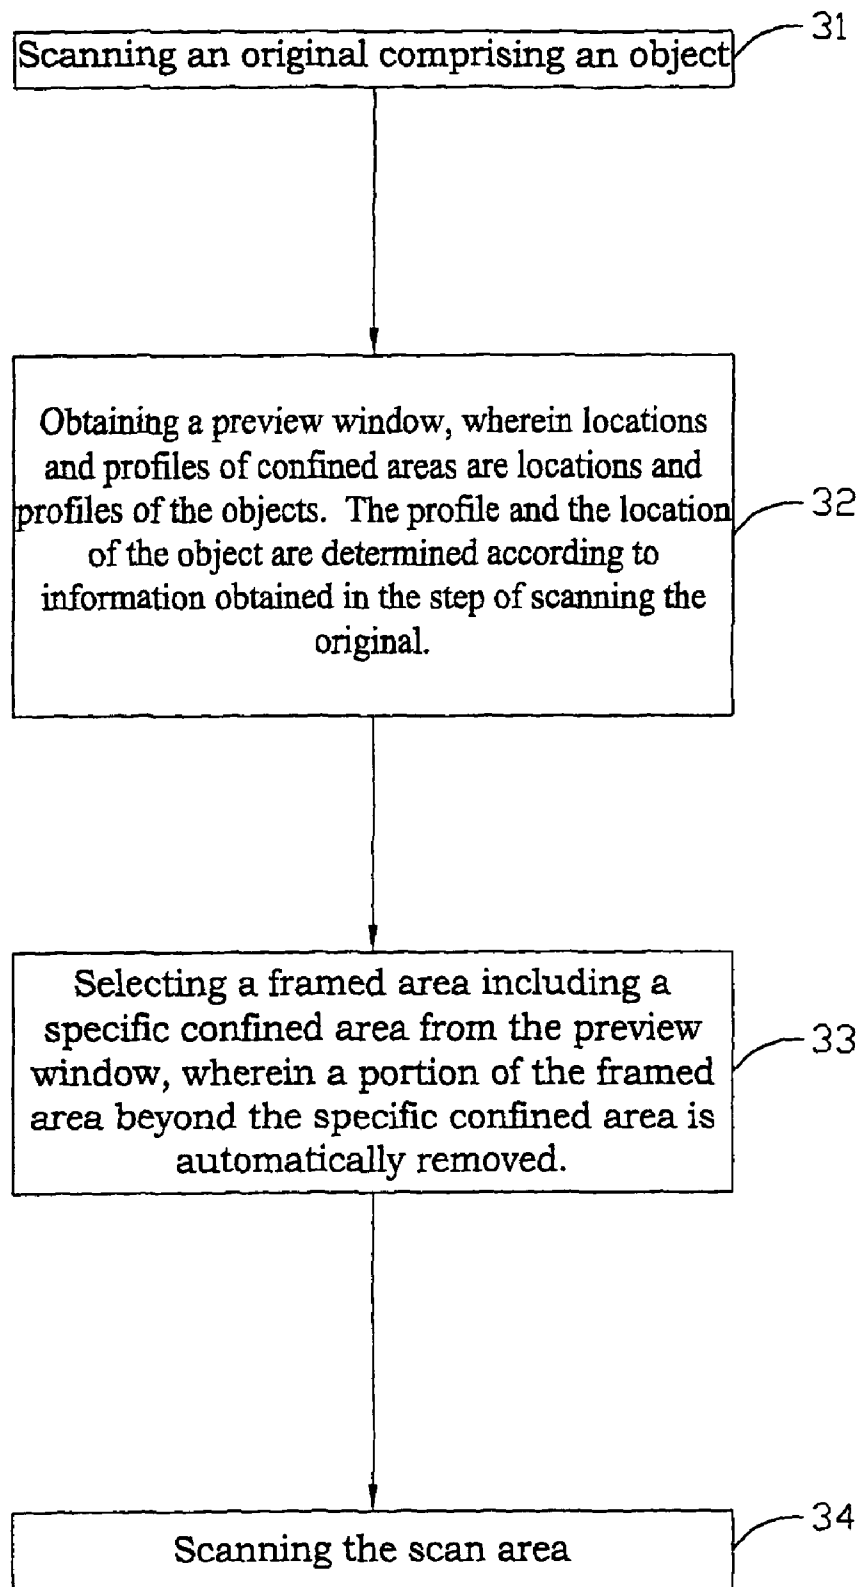 Scanning an original comprising an object
31
Obtaining a preview window, wherein locations
and profiles of confined areas are locations and
profiles of the objects. The profile and the location
of the object are determined according to
information obtained in the step of scanning the
original.
32
Selecting a framed area including a
specific confined area from the preview
window, wherein a portion of the framed
area beyond the specific confined area is
automatically removed.
33
Scanning the scan area
34